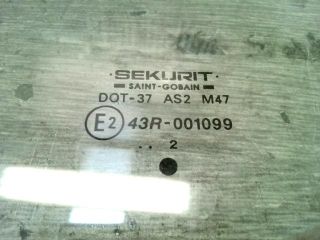 SEKURIT
SAINT-GOBAIN
DOT-37 AS2 M47
E2 43R-001099
.. 2